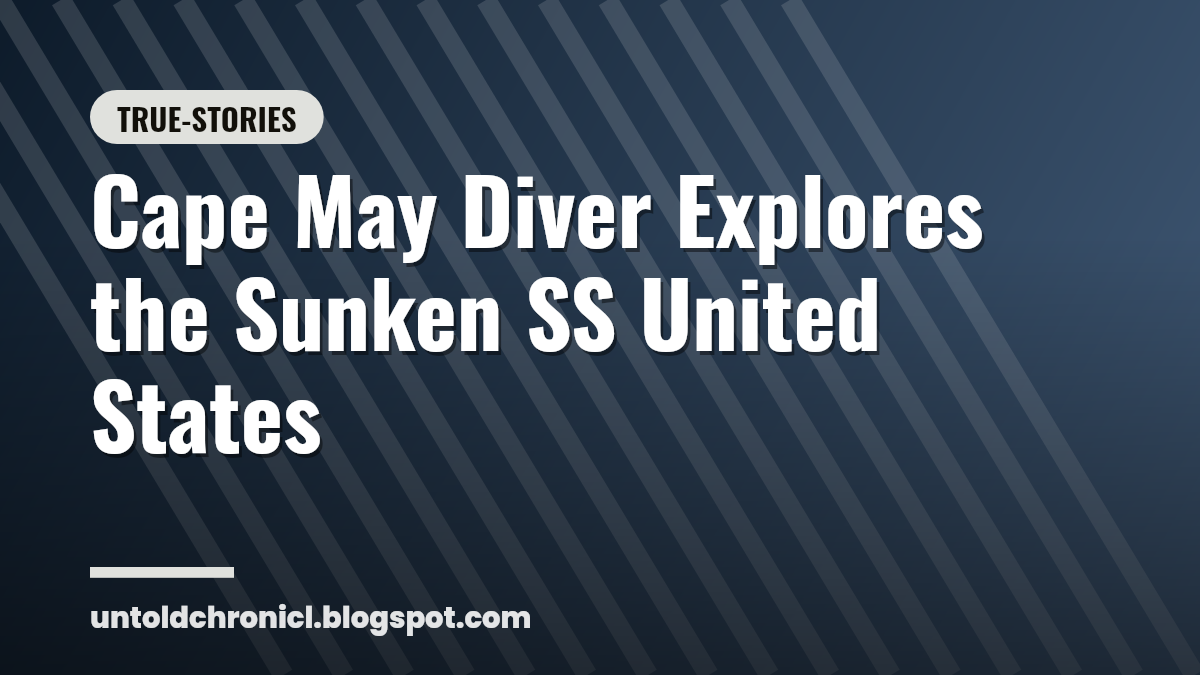 TRUE-STORIES
Cape May Diver Explores
the Sunken SS United
States
untoldchronicl.blogspot.com